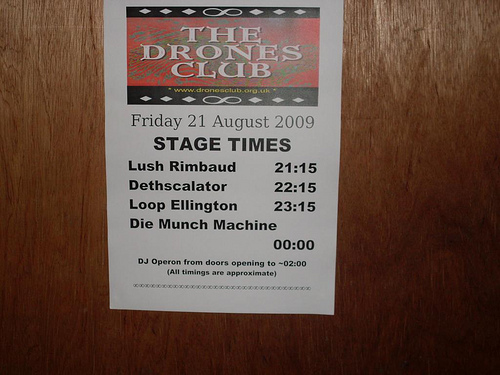 THE
DRONES
CLUB
* www.dronesclub.org.uk *
Friday 21 August 2009
STAGE TIMES
Lush Rimbaud 21:15
Dethscalator 22:15
Loop Ellington 23:15
Die Munch Machine
00:00
DJ Operon from doors opening to ~02:00
(All timings are approximate)